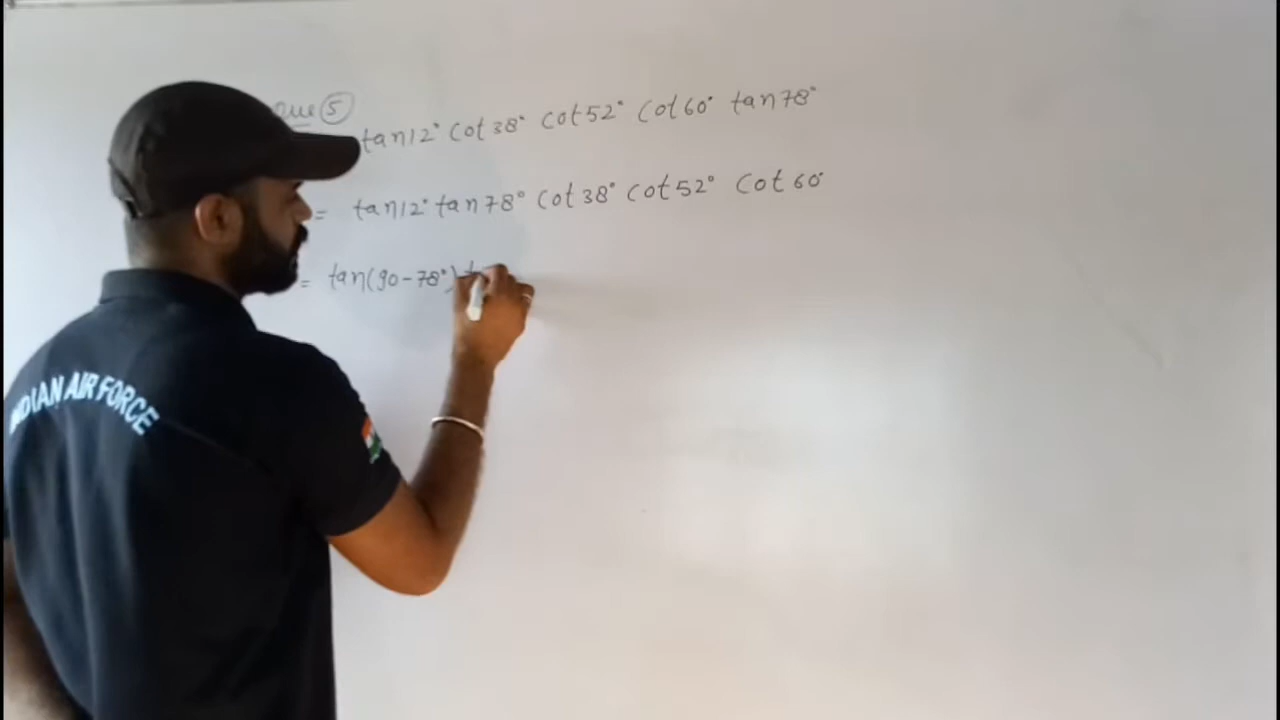 Que 5
tan12° cot38° cot52° cot60° tan78°
= tan12° tan78° cot38° cot52° cot60°
= tan(90-78°)
INDIAN AIR FORCE